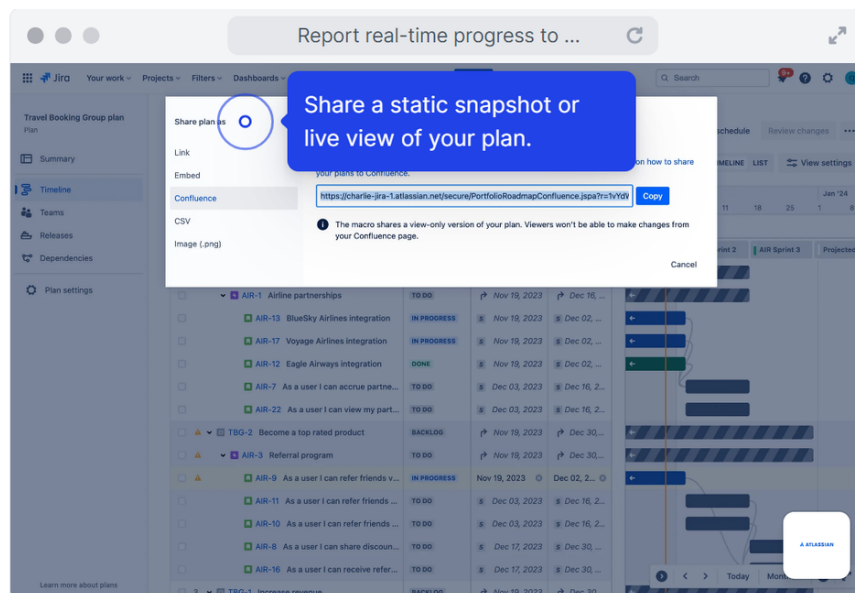 Report real-time progress to ...
Jira Your work Projects Filters Dashboards
9+
Search
Share a static snapshot or
live view of your plan.
Travel Booking Group plan
Plan
Summary
Timeline
Teams
Releases
Dependencies
Plan settings
Learn more about plans
Share plan as
Link
Embed
Confluence
CSV
Image (.png)
on how to share
your plans to Confluence.
https://charlie-jira-1.atlassian.net/secure/PortfolioRoadmapConfluence.jspa?r=1vYdV
Copy
The macro shares a view-only version of your plan. Viewers won't be able to make changes from
your Confluence page.
Cancel
schedule Review changes ...
TIMELINE LIST View settings
Jan '24
11 18 25 1 8
rint 2 AIR Sprint 3 Projected
AIR-1 Airline partnerships TO DO Nov 19, 2023 Dec 16, ...
AIR-13 BlueSky Airlines integration IN PROGRESS S Nov 19, 2023 S Dec 02, ...
AIR-17 Voyage Airlines integration IN PROGRESS S Nov 19, 2023 S Dec 02, ...
AIR-12 Eagle Airways integration DONE S Nov 19, 2023 S Dec 02, ...
AIR-7 As a user I can accrue partne... TO DO S Dec 03, 2023 S Dec 16, 2...
AIR-22 As a user I can view my part... TO DO S Dec 03, 2023 S Dec 16, 2...
TBG-2 Become a top rated product BACKLOG Nov 19, 2023 Dec 30,...
AIR-3 Referral program TO DO Nov 19, 2023 Dec 30,...
AIR-9 As a user I can refer friends v... IN PROGRESS Nov 19, 2023 Dec 02, 2...
AIR-11 As a user I can refer friends ... TO DO S Dec 03, 2023 S Dec 16, 2...
AIR-10 As a user I can refer friends ... TO DO S Dec 03, 2023 S Dec 16, 2...
AIR-8 As a user I can share discoun... TO DO S Dec 17, 2023 S Dec 30, ...
AIR-16 As a user I can receive refer... TO DO S Dec 17, 2023 S Dec 30, ...
3 TBG-1 Increase revenue BACKLOG Nov 19, 2023 Dec 30
Today Mon
ATLASSIAN